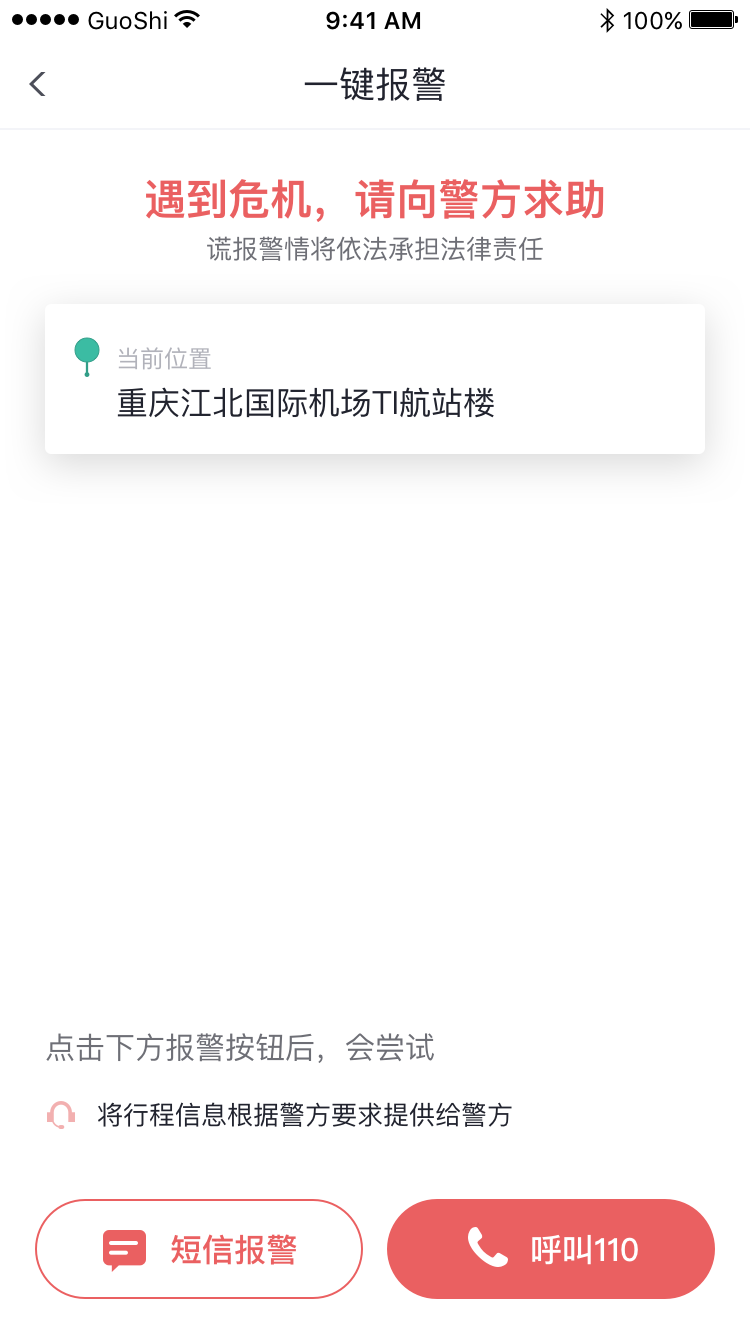 GuoShi 9:41 AM 100%
一键报警
遇到危机，请向警方求助
谎报警情将依法承担法律责任
当前位置
重庆江北国际机场TI航站楼
点击下方报警按钮后，会尝试
将行程信息根据警方要求提供给警方
短信报警 呼叫110